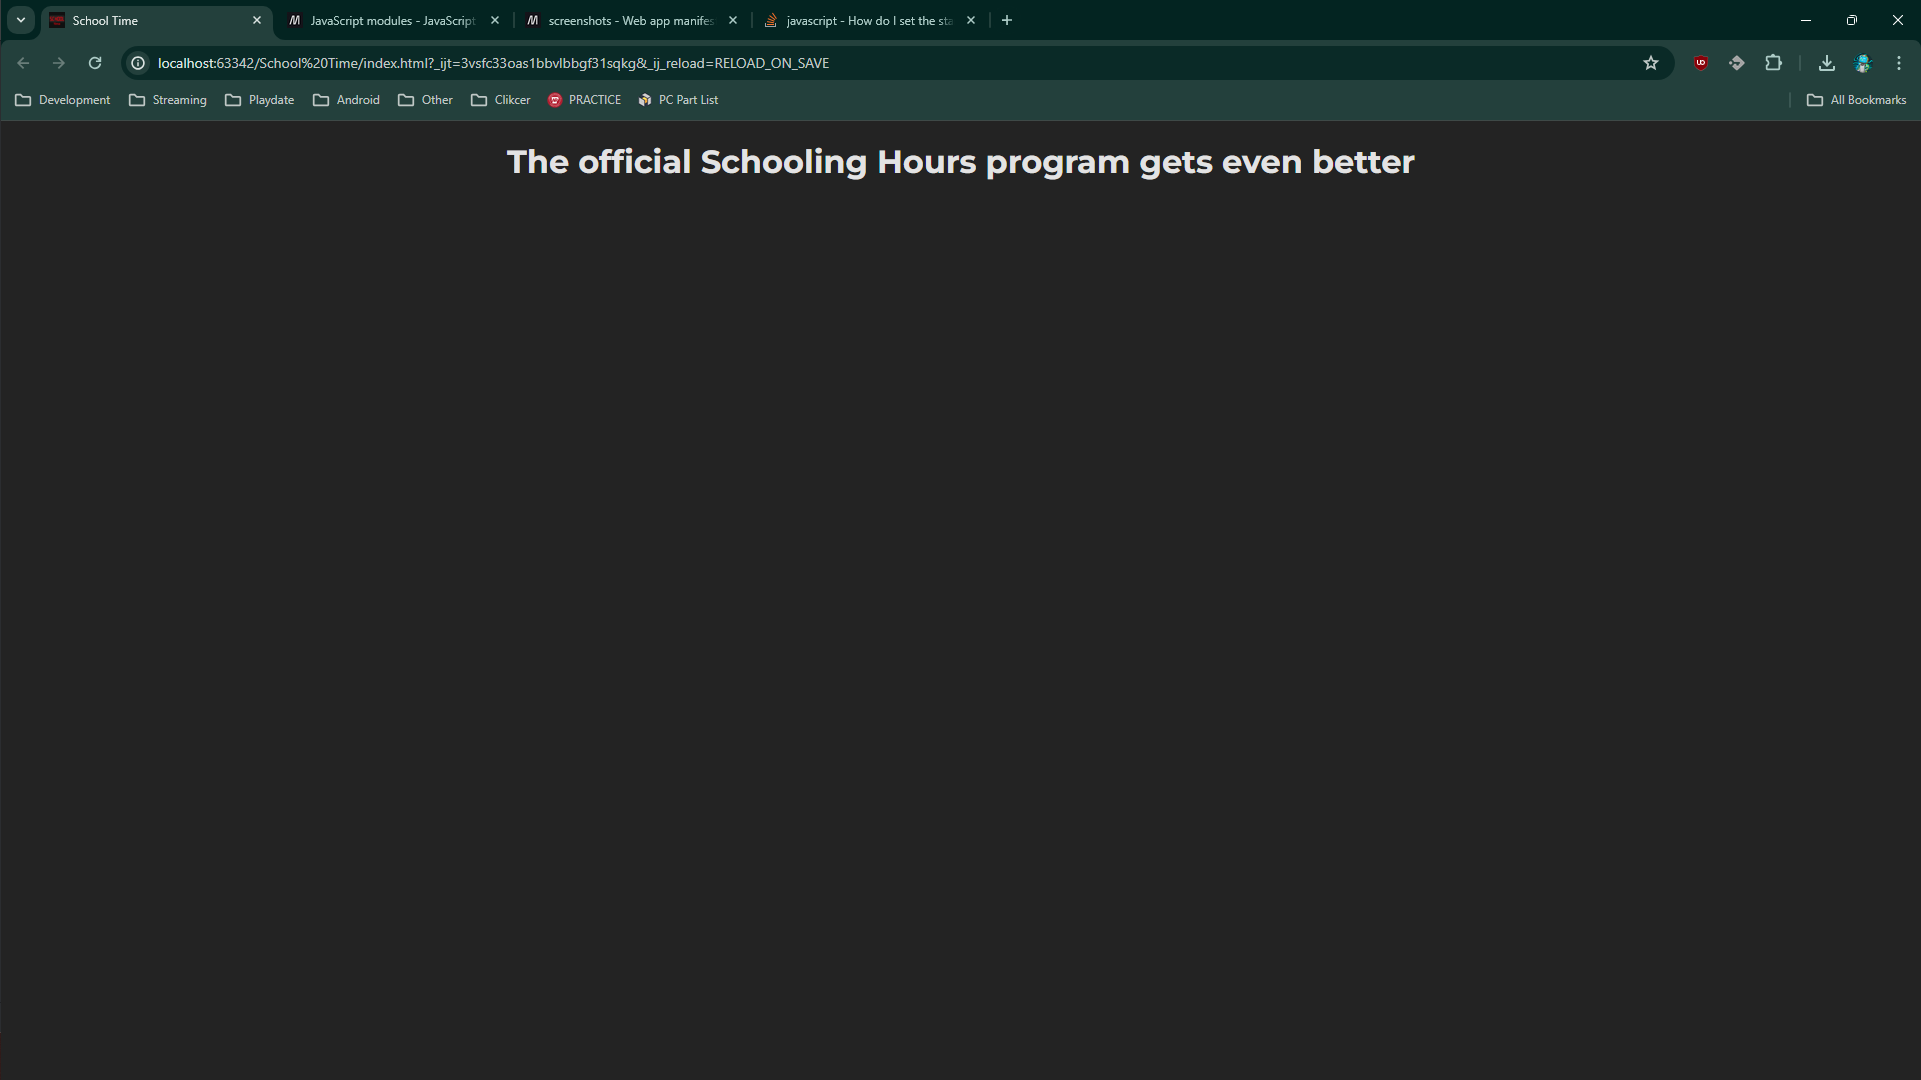 School Time
JavaScript modules - JavaScript
screenshots - Web app manifes
javascript - How do I set the sta
localhost:63342/School%20Time/index.html?_ijt=3vsfc33oas1bbvlbbgf31sqkg&_ij_reload=RELOAD_ON_SAVE
Development Streaming Playdate Android Other Clikcer PRACTICE PC Part List All Bookmarks
The official Schooling Hours program gets even better